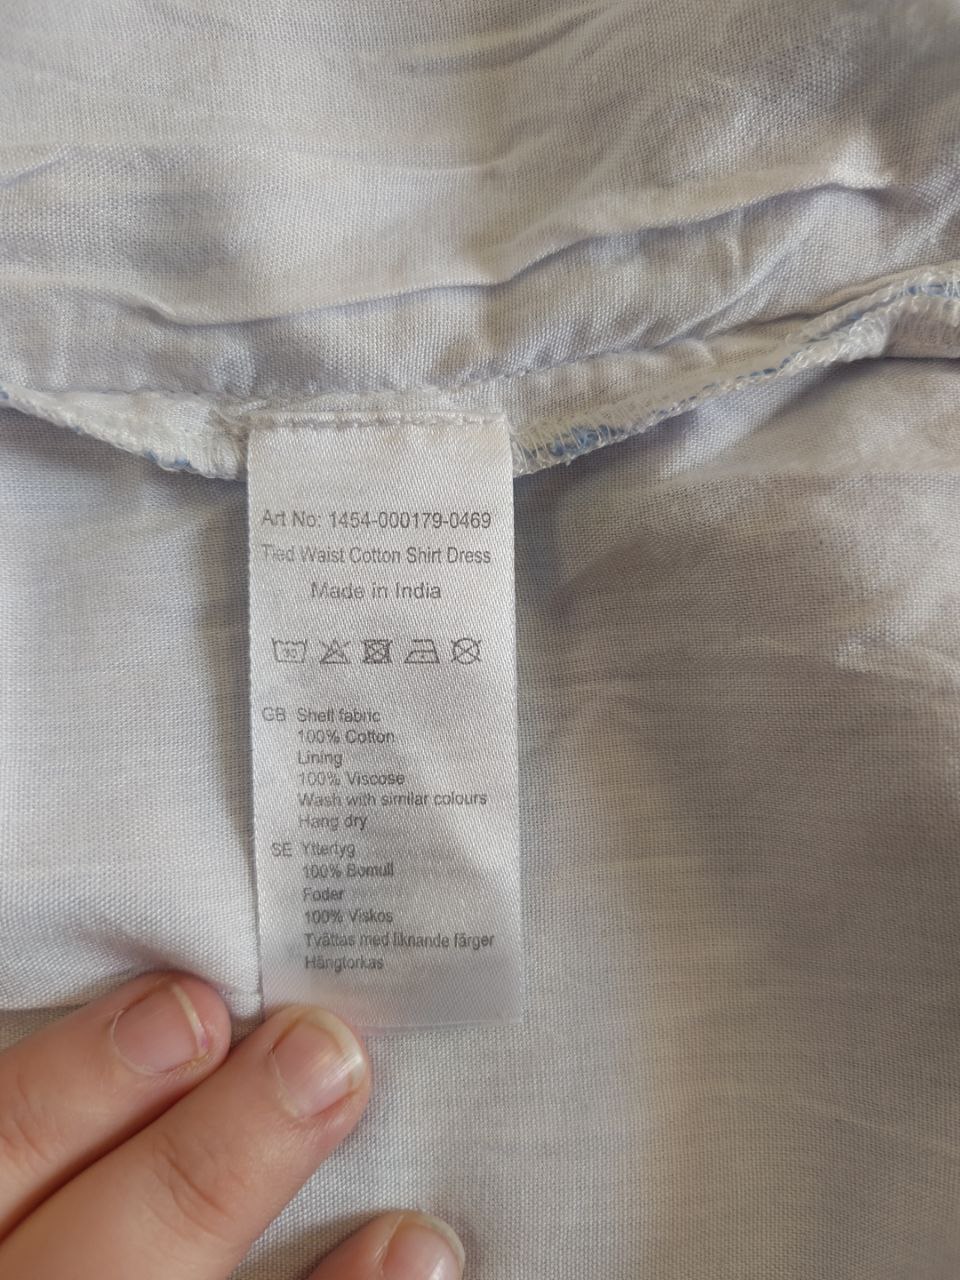 Art No: 1454-000179-0469
Tied Waist Cotton Shirt Dress
Made in India
GB Shell fabric
100% Cotton
Lining
100% Viscose
Wash with similar colours
Hang dry
SE Yttertyg
100% Bomull
Foder
100% Viskos
Tvättas med liknande färger
Hängtorkas